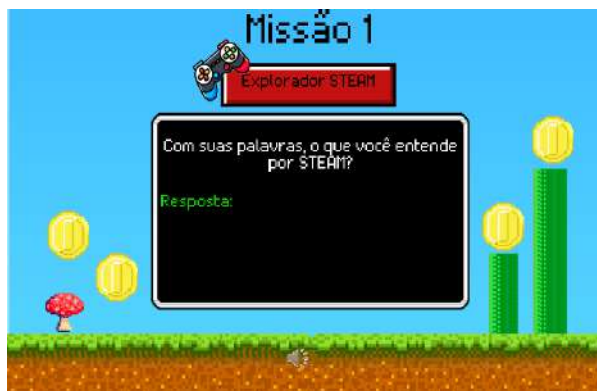 Missão 1
Explorador STEAM
Com suas palavras, o que você entende
por STEAM?
Resposta: